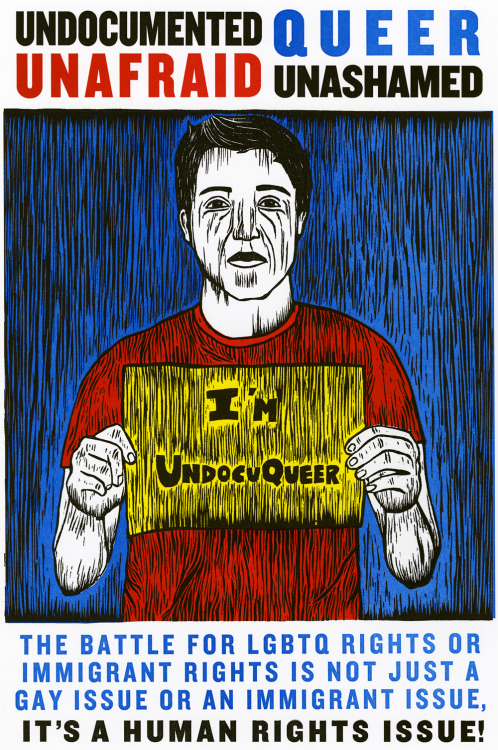 UNDOCUMENTED QUEER
UNAFRAID UNASHAMED
I'M
UNDOCUQUEER
THE BATTLE FOR LGBTQ RIGHTS OR
IMMIGRANT RIGHTS IS NOT JUST A
GAY ISSUE OR AN IMMIGRANT ISSUE,
IT'S A HUMAN RIGHTS ISSUE!